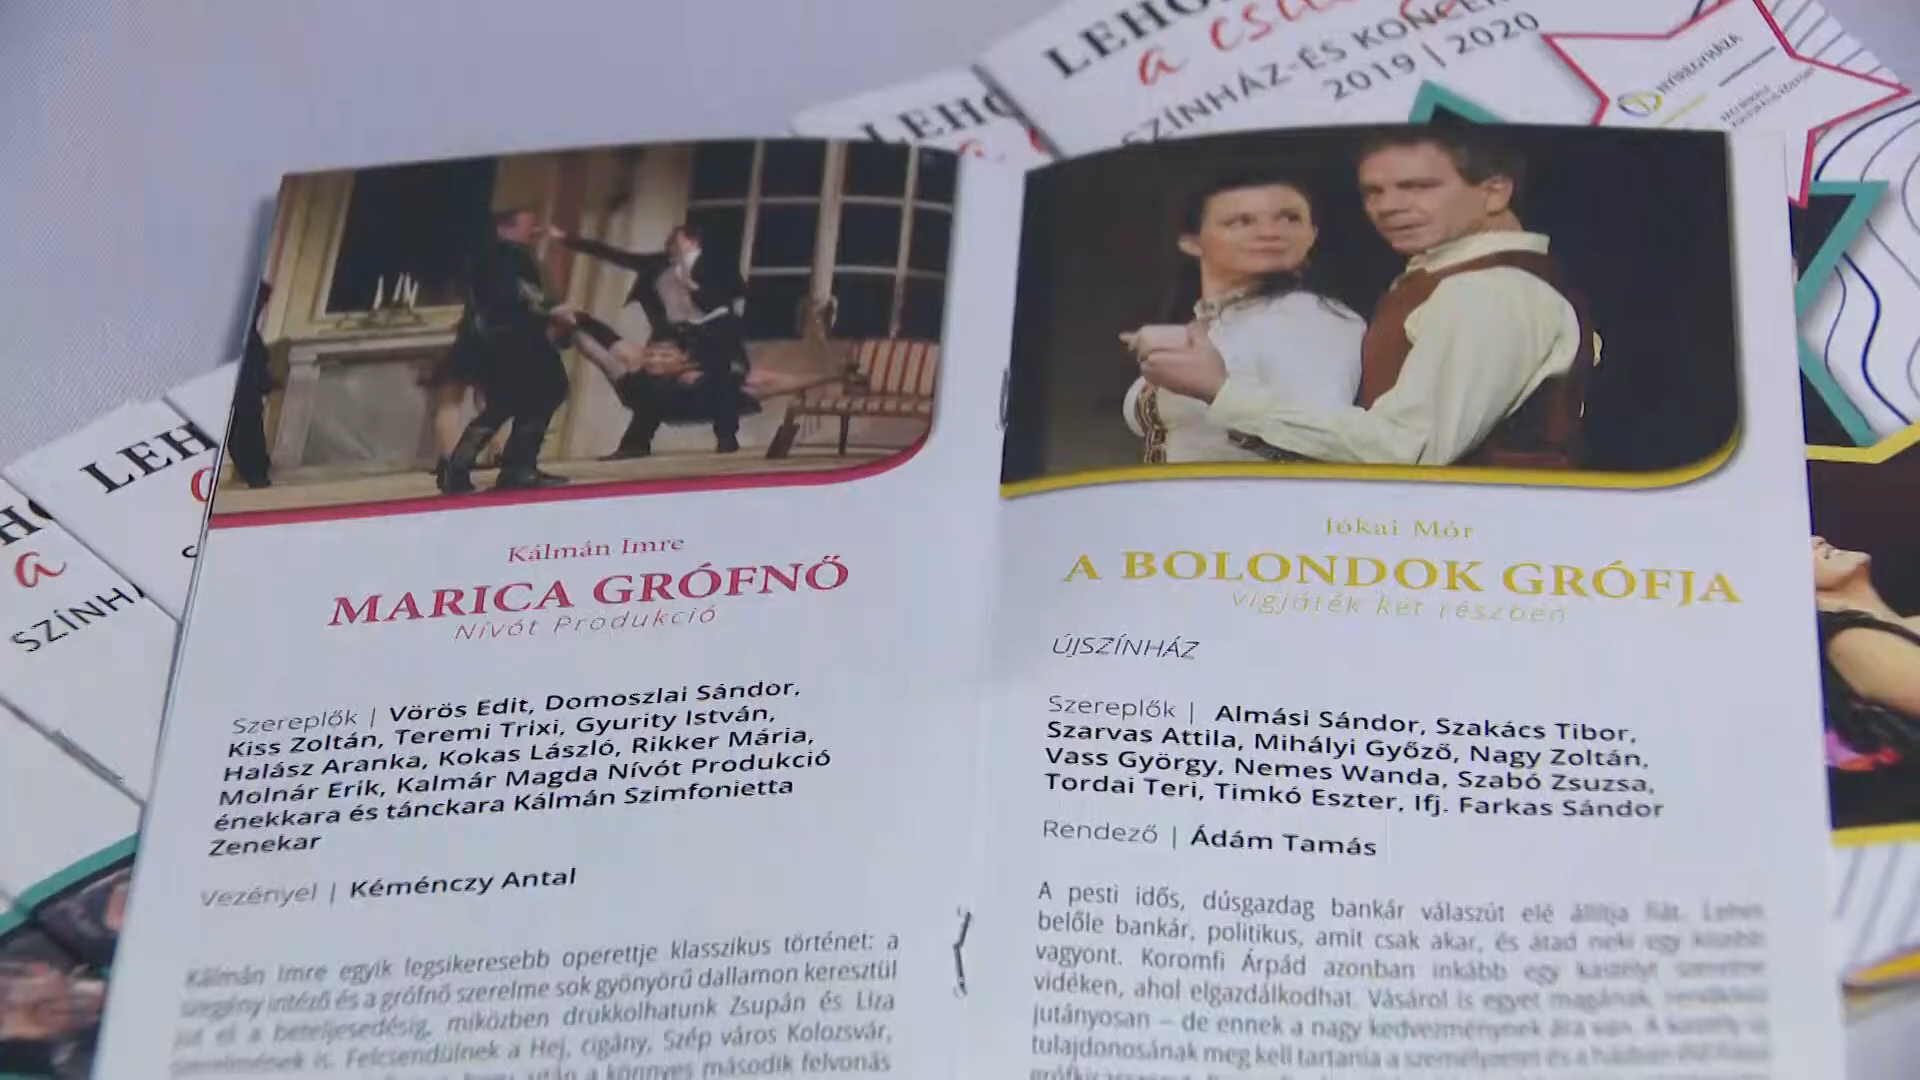 a
SZÍNHÁZ-ÉS
2019 | 2020
NYÍREGYHÁZA
LEH
a
SZÍNHÁ
Kálmán Imre
MARICA GRÓFNŐ
Nívót Produkció
Szereplők | Vörös Edit, Domoszlai Sándor,
Kiss Zoltán, Teremi Trixi, Gyurity István,
Halász Aranka, Kokas László, Rikker Mária,
Molnár Erik, Kalmár Magda Nívót Produkció
énekkara és tánckara Kálmán Szimfonietta
Zenekar
Vezényel | Kéménczy Antal
Kálmán Imre egyik legsikeresebb operettje klasszikus történet: a
szegény intéző és a grófnő szerelme sok gyönyörű dallamon keresztül
jut el a beteljesedésig, miközben drukkolhatunk Zsupán és Liza
szerelmének is. Felcsendülnek a Hej, cigány, Szép város Kolozsvár,
után a könnyes második felvonás
Jókai Mór
A BOLONDOK GRÓFJA
vígjáték két részben
ÚJSZÍNHÁZ
Szereplők | Almási Sándor, Szakács Tibor,
Szarvas Attila, Mihályi Győző, Nagy Zoltán,
Vass György, Nemes Wanda, Szabó Zsuzsa,
Tordai Teri, Timkó Eszter, Ifj. Farkas Sándor
Rendező | Ádám Tamás
A pesti idős, dúsgazdag bankár válaszút elé állítja fiát. Lehet
belőle bankár, politikus, amit csak akar, és átad neki egy kisebb
vagyont. Koromfi Árpád azonban inkább egy kastélyt szeretne
vidéken, ahol elgazdálkodhat. Vásárol is egyet magának, rendkívül
jutányosan – de ennek a nagy kedvezménynek ára van. A kastély új
tulajdonosának meg kell tartania a személyzetet és a